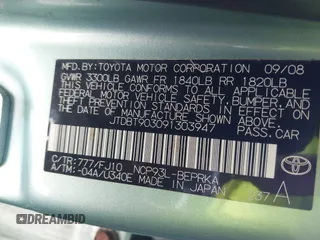 MFD. BY: TOYOTA MOTOR CORPORATION 09/08
GVWR 3300LB GAWR FR 1840LB RR 1820LB
THIS VEHICLE CONFORMS TO ALL APPLICABLE
FEDERAL MOTOR VEHICLE SAFETY, BUMPER, AND
THEFT PREVENTION STANDARDS IN EFFECT ON
THE DATE OF MANUFACTURE SHOWN ABOVE.
JTDBT903091303947 PASS. CAR
C/TR:777/FJ10 NCP93L-BEPRKA
A/TM:-04A/U340E MADE IN JAPAN
A
TOYOTA